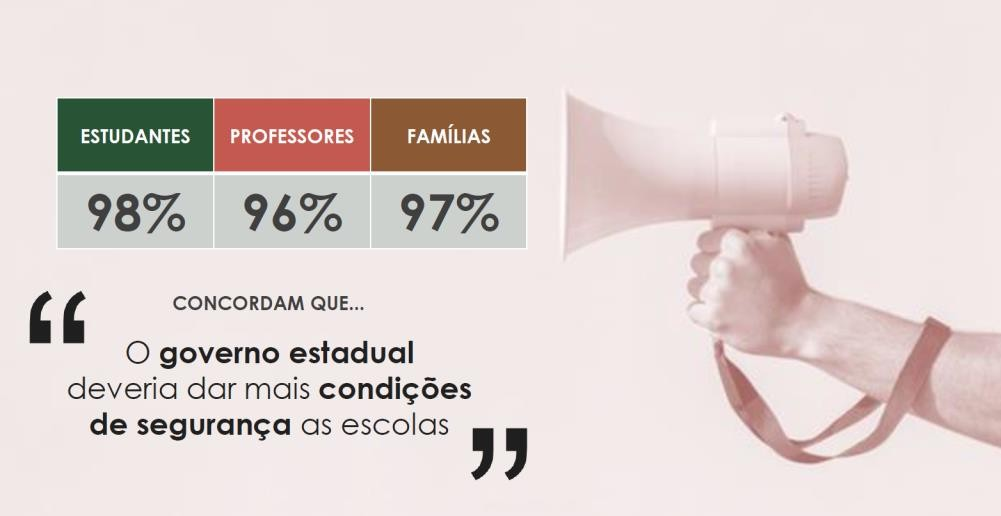 ESTUDANTES PROFESSORES FAMÍLIAS
98% 96% 97%
“ CONCORDAM QUE...
O governo estadual
deveria dar mais condições
de segurança as escolas ”